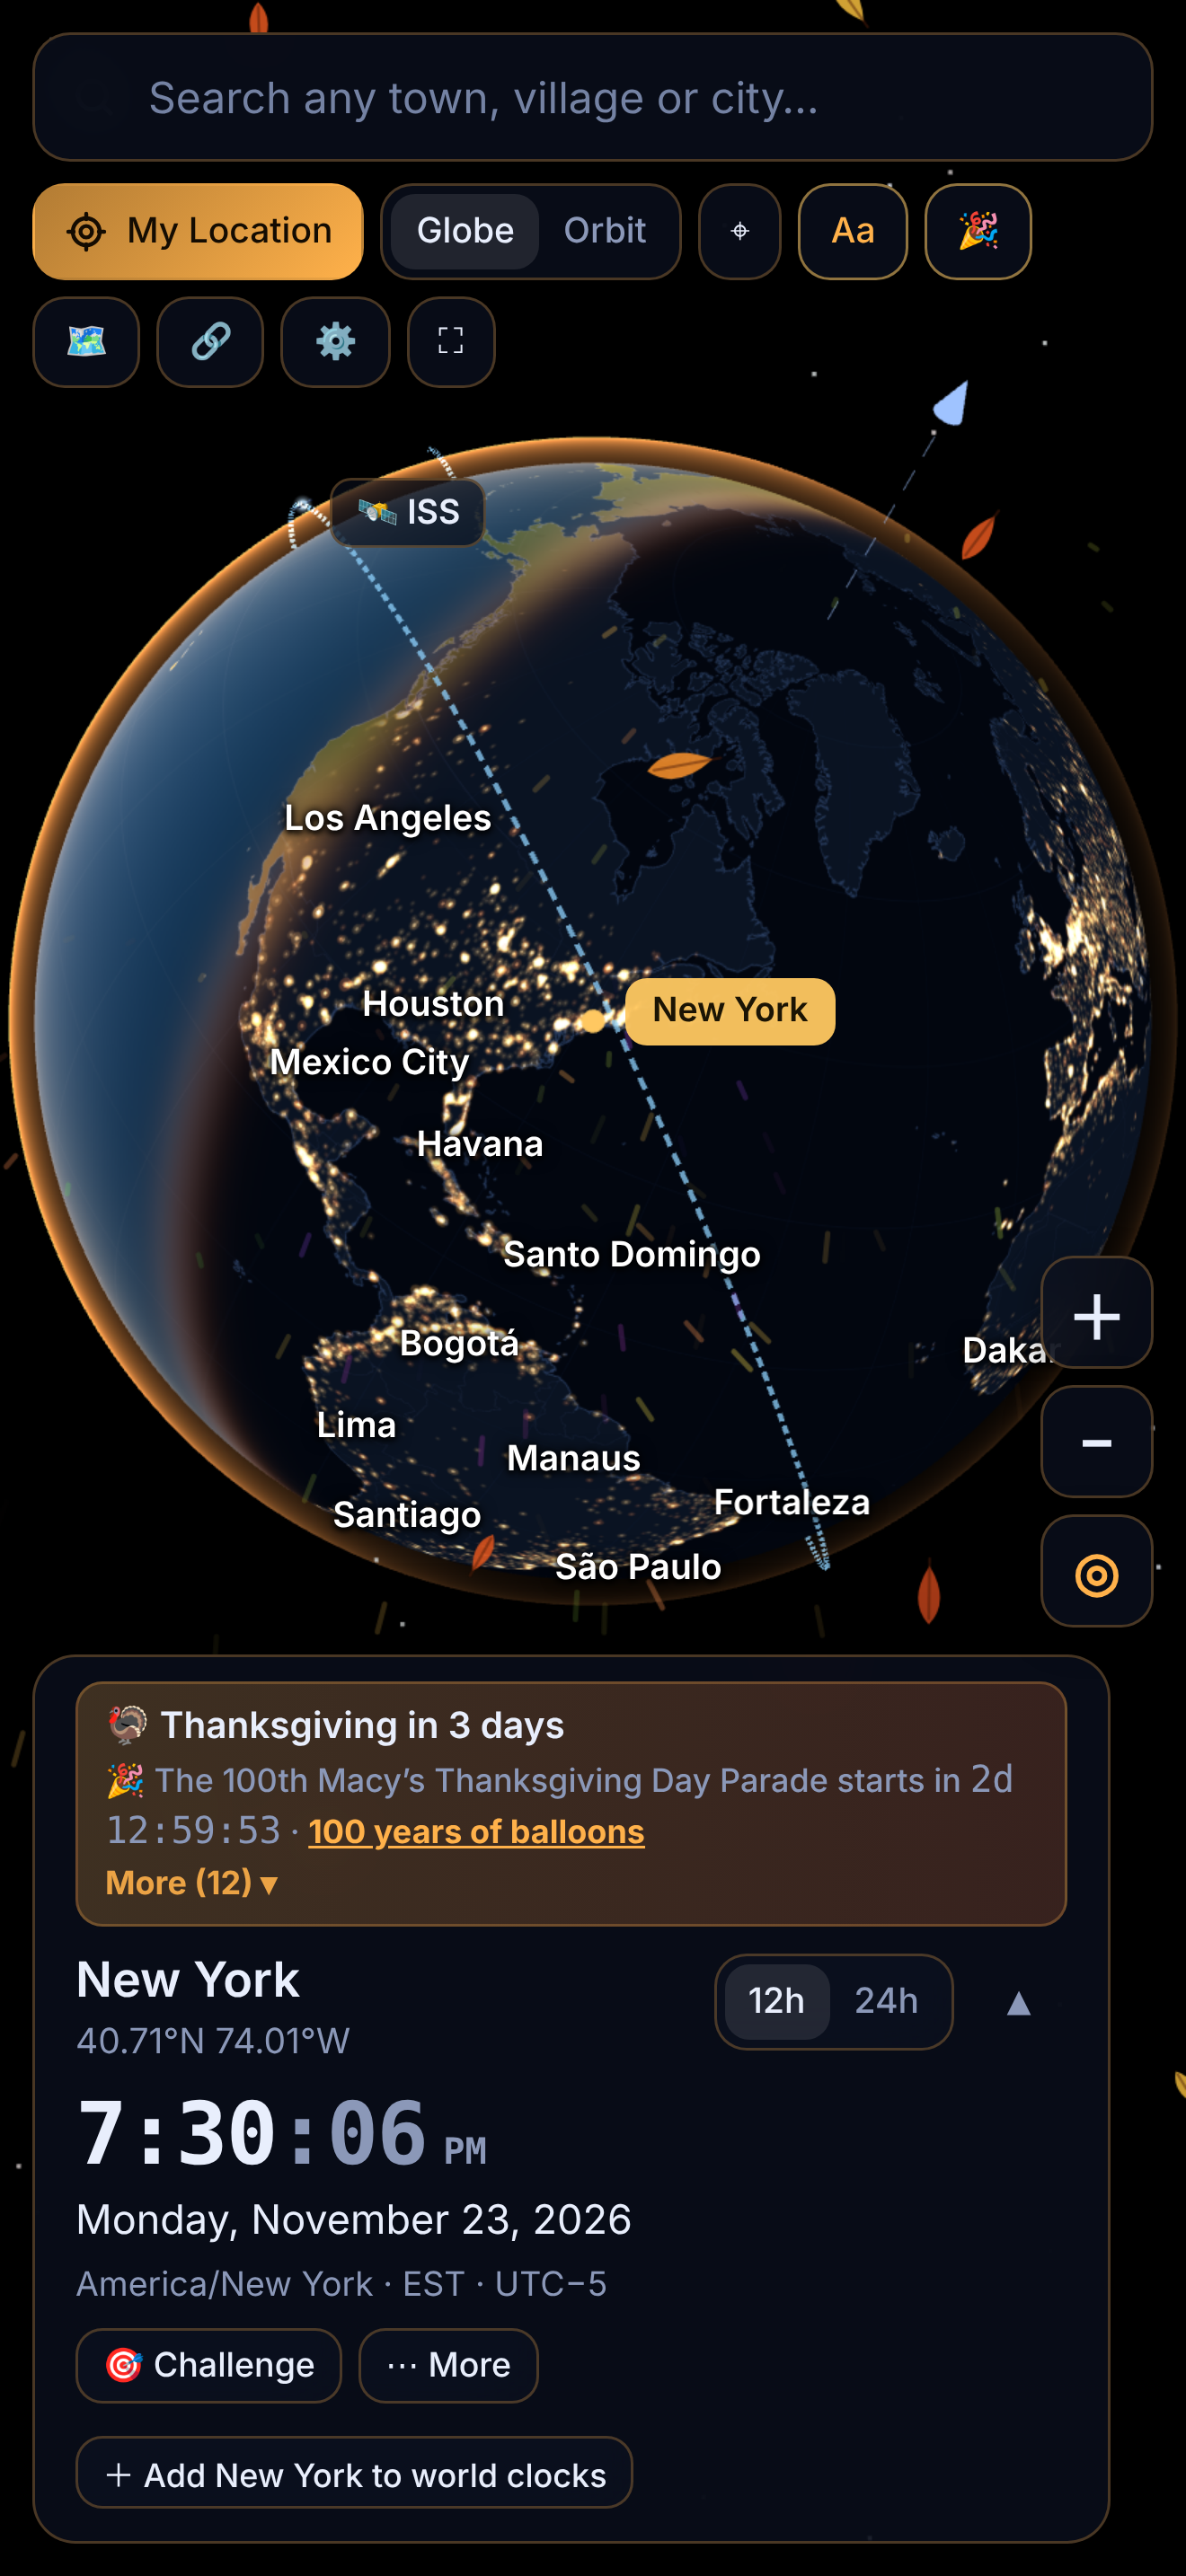 Search any town, village or city...
My Location
Globe
Orbit
Aa
ISS
Los Angeles
Houston
New York
Mexico City
Havana
Santo Domingo
Bogotá
Dakar
Lima
Manaus
Fortaleza
Santiago
São Paulo
Thanksgiving in 3 days
The 100th Macy’s Thanksgiving Day Parade starts in 2d
12:59:53 · 100 years of balloons
More (12) ▾
New York
12h
24h
40.71°N 74.01°W
7:30:06 PM
Monday, November 23, 2026
America/New York · EST · UTC−5
Challenge
··· More
+ Add New York to world clocks